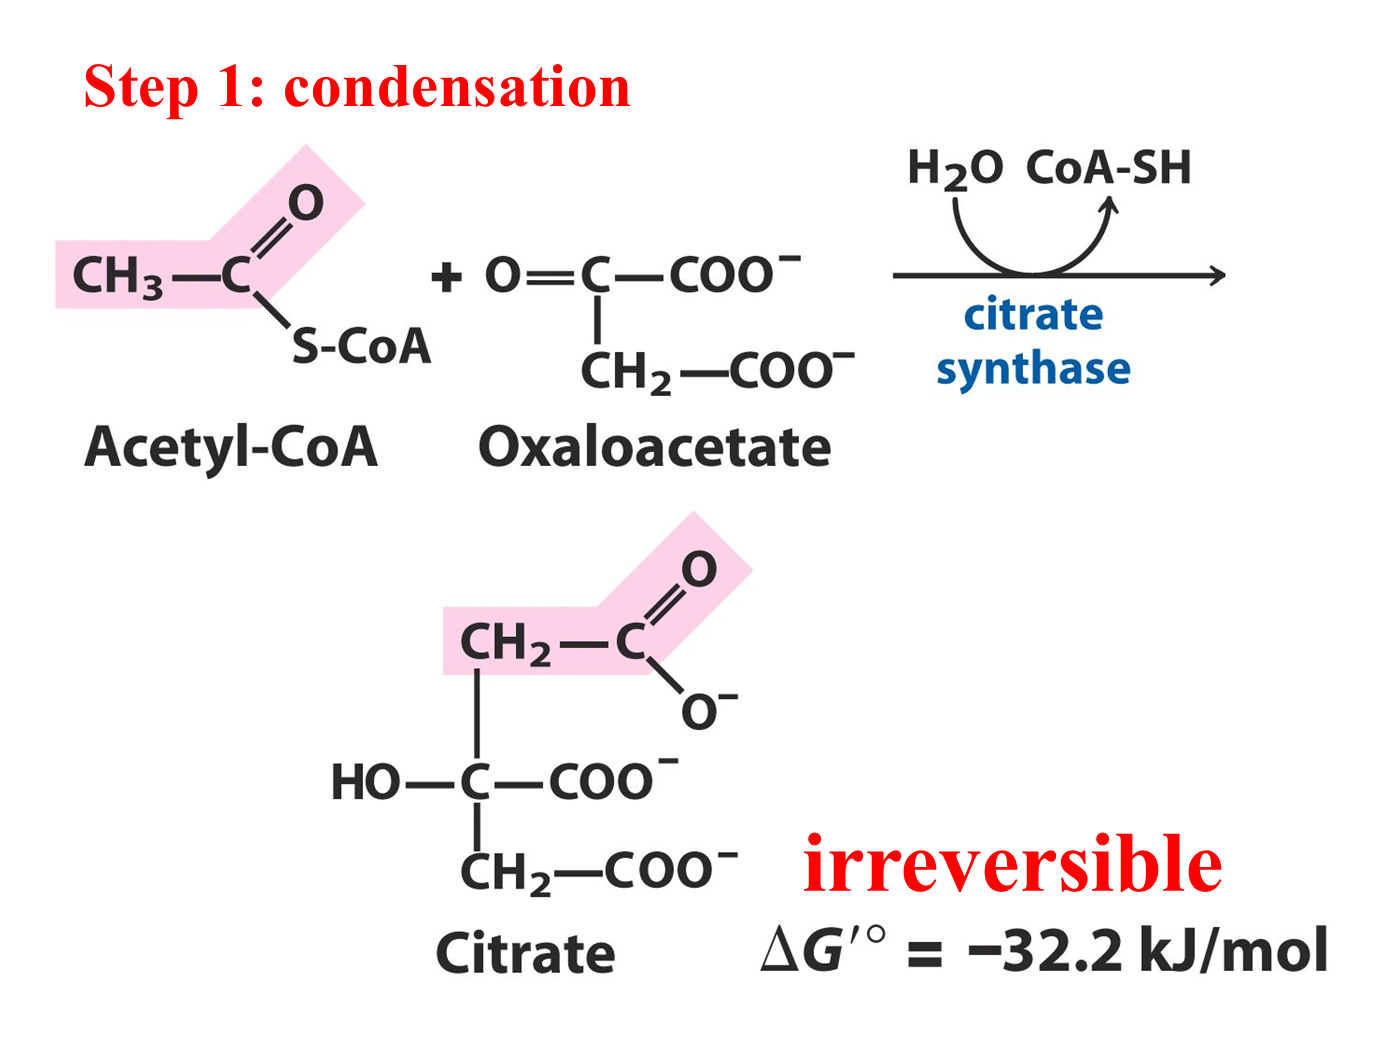 Step 1: condensation
H₂O CoA-SH
O
CH₃—C + O=C—COO⁻
S-CoA CH₂—COO⁻
citrate
synthase
Acetyl-CoA Oxaloacetate
O
CH₂—C
O⁻
HO—C—COO⁻
CH₂—COO⁻
irreversible
Citrate
ΔG′° = −32.2 kJ/mol